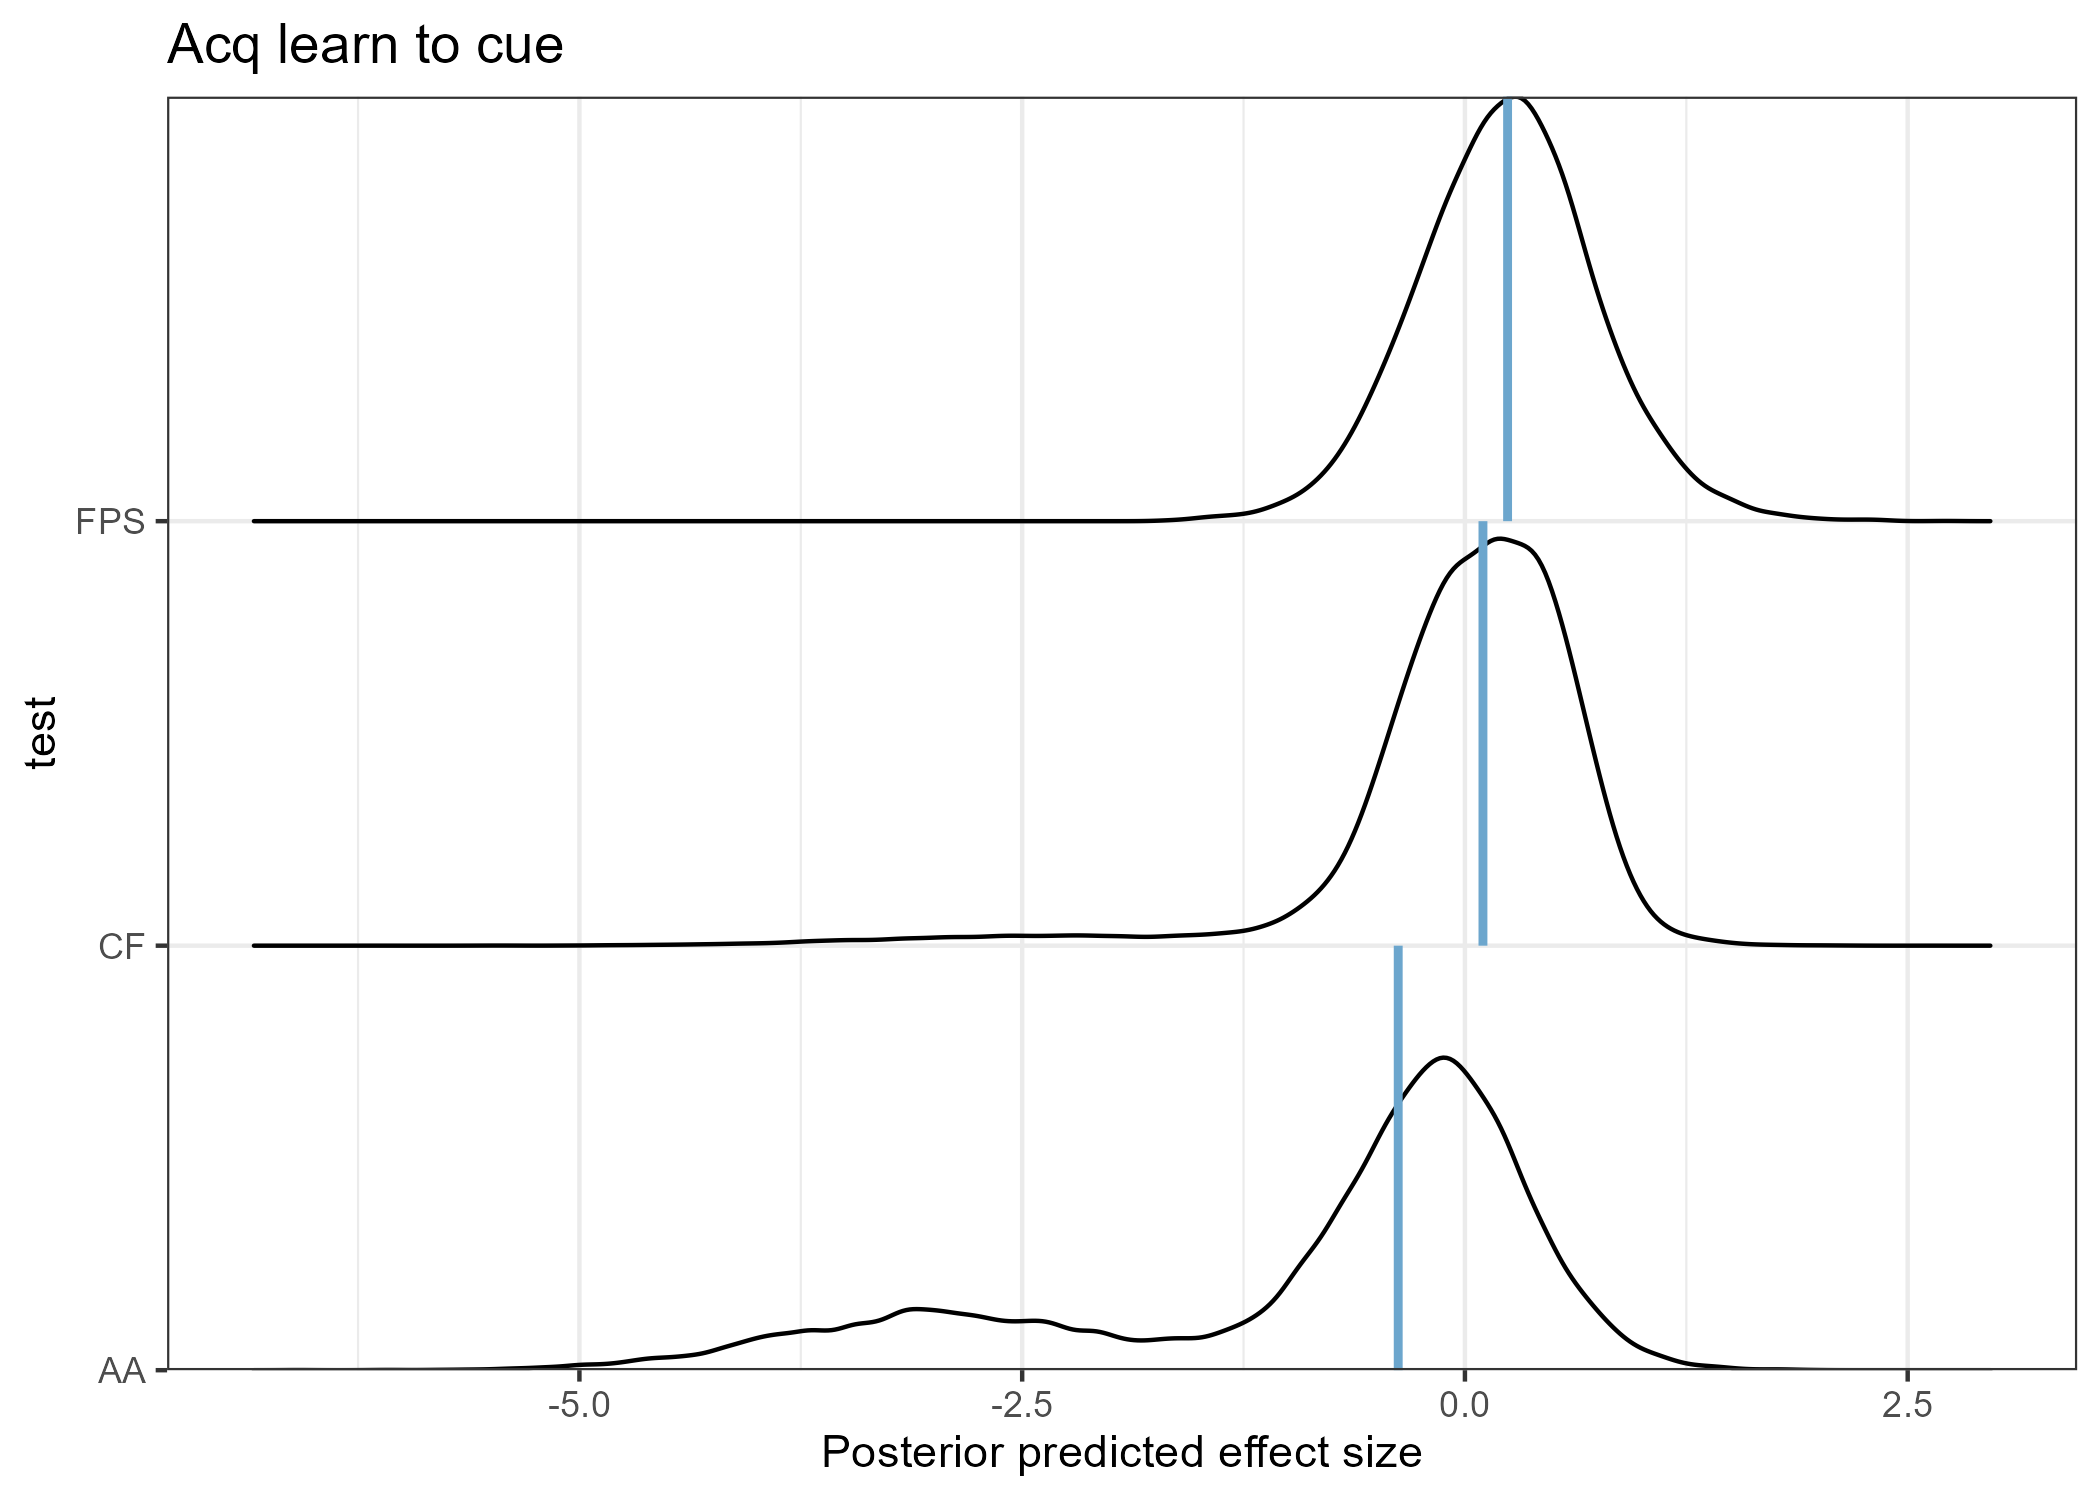 Acq learn to cue
test
FPS
CF
AA
-5.0 -2.5 0.0 2.5
Posterior predicted effect size